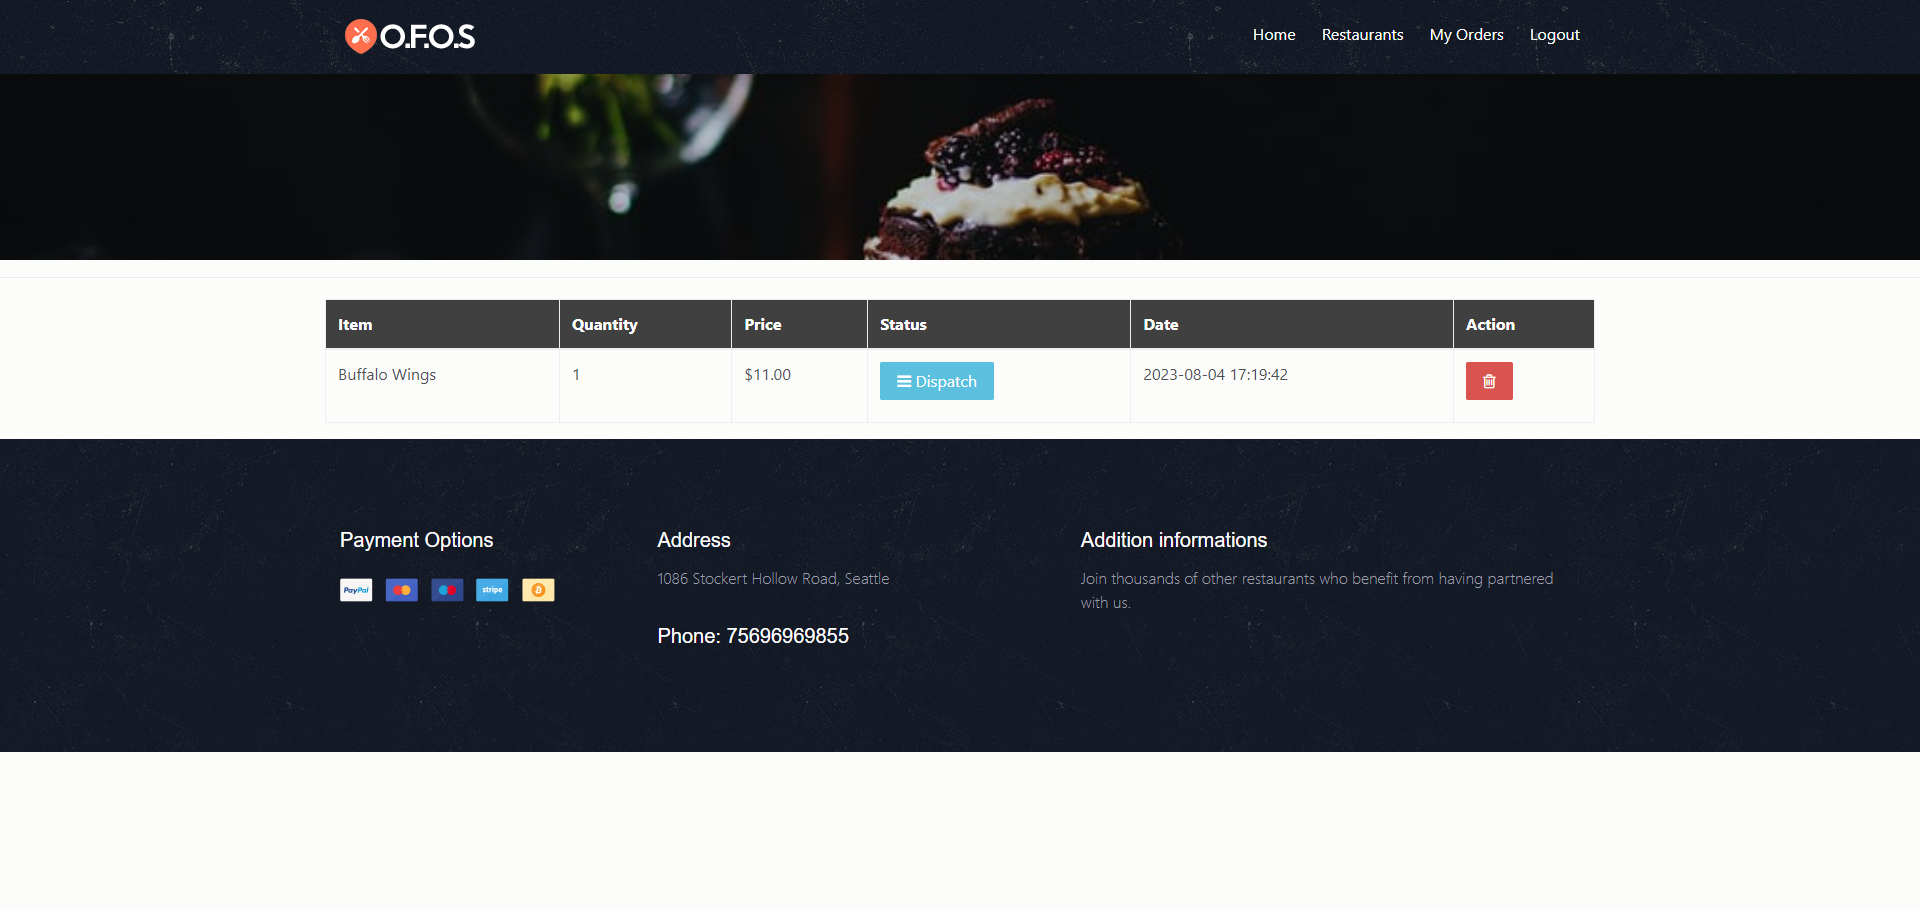 O.F.O.S
Home Restaurants My Orders Logout
Item Quantity Price Status Date Action
Buffalo Wings 1 $11.00 Dispatch 2023-08-04 17:19:42
Payment Options
PayPal stripe
Address
1086 Stockert Hollow Road, Seattle
Phone: 75696969855
Addition informations
Join thousands of other restaurants who benefit from having partnered
with us.